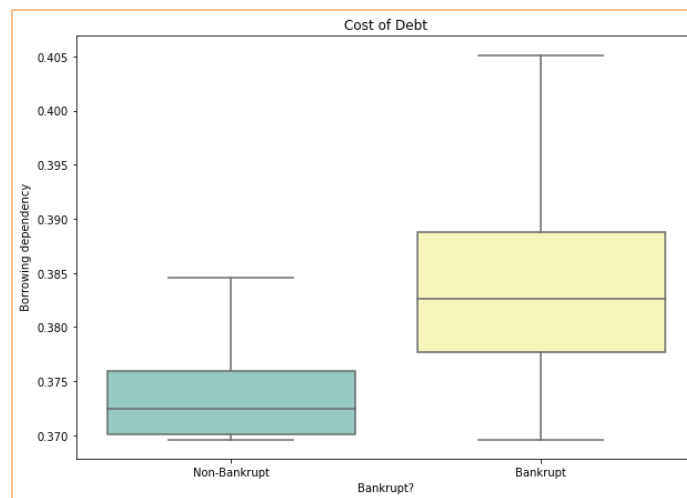 Cost of Debt
Borrowing dependency
0.405
0.400
0.395
0.390
0.385
0.380
0.375
0.370
Non-Bankrupt
Bankrupt
Bankrupt?